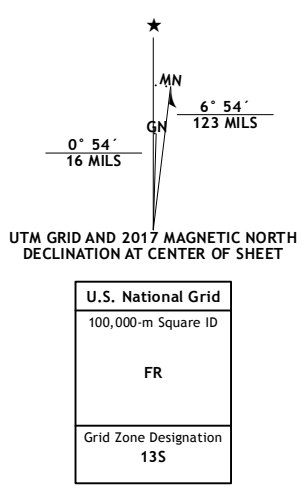 ★
MN
GN
6° 54´
123 MILS
0° 54´
16 MILS
UTM GRID AND 2017 MAGNETIC NORTH
DECLINATION AT CENTER OF SHEET
U.S. National Grid
100,000-m Square ID
FR
Grid Zone Designation
13S